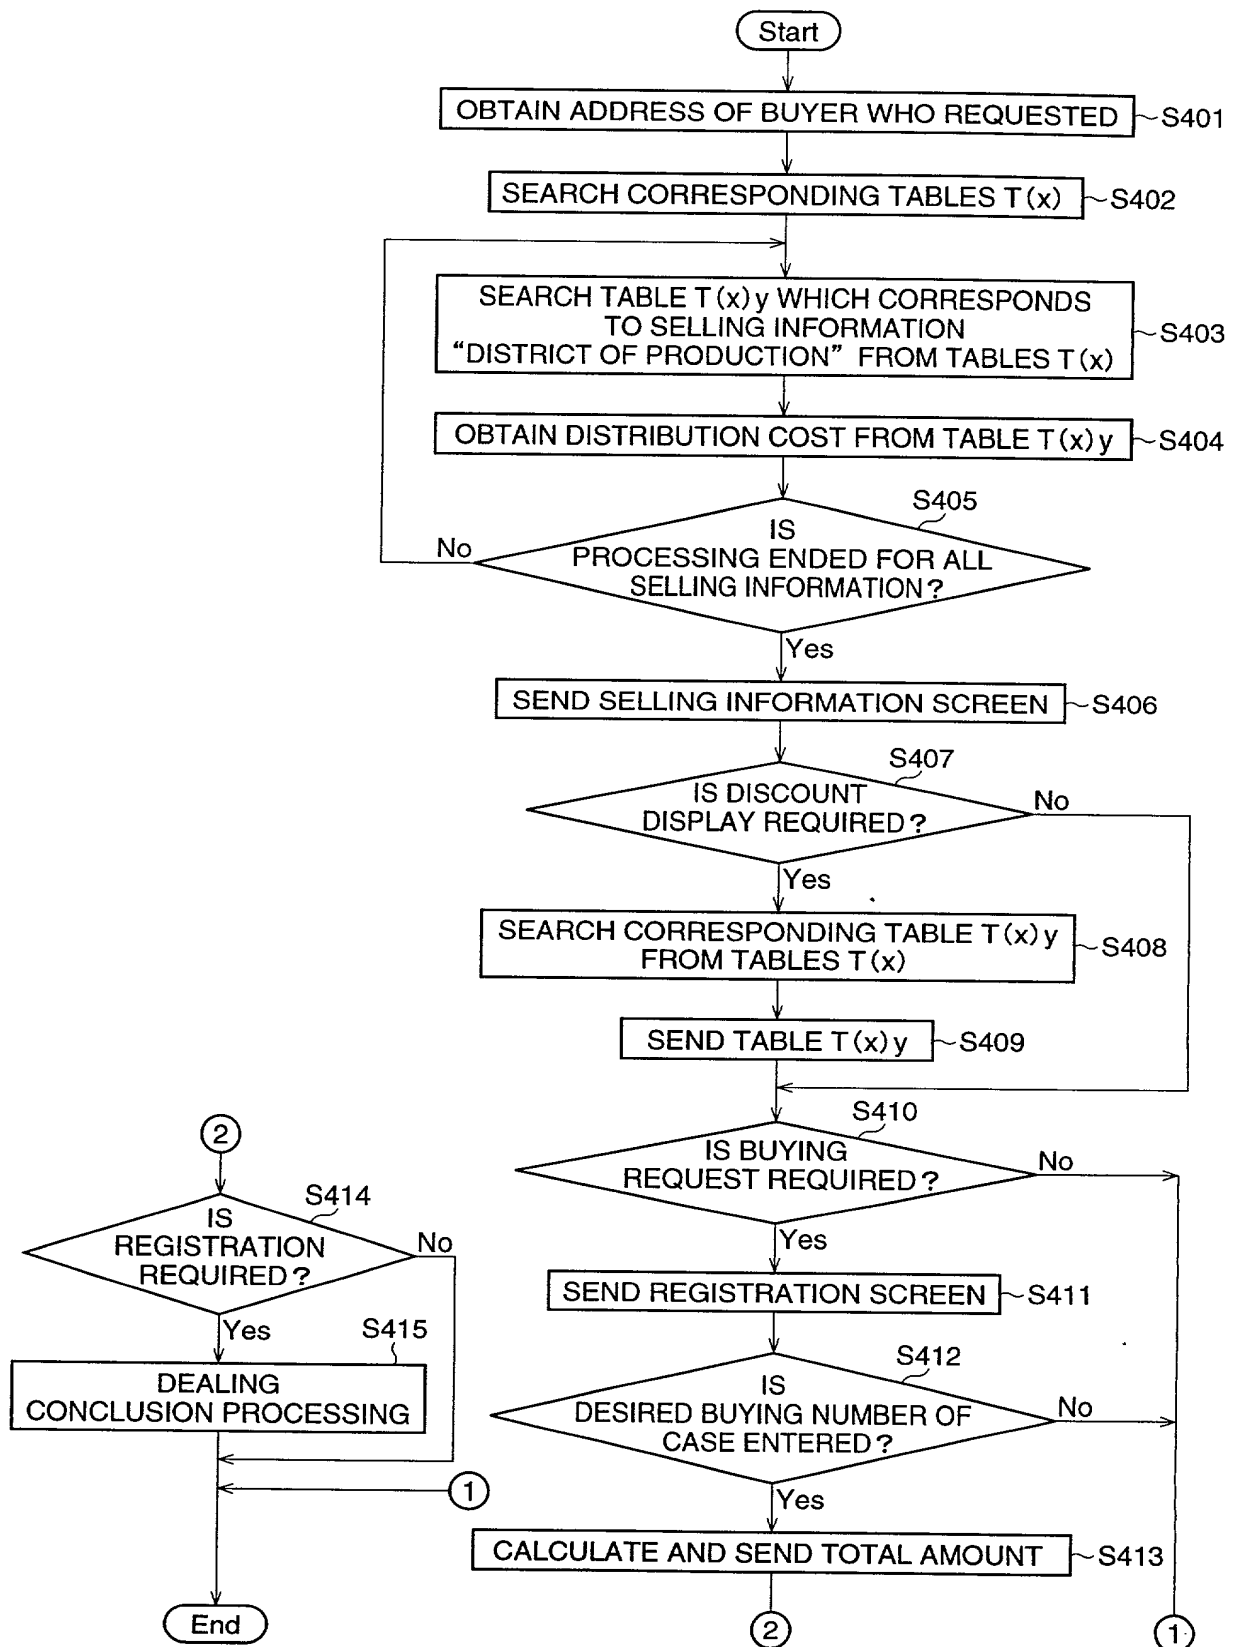 Start
OBTAIN ADDRESS OF BUYER WHO REQUESTED
S401
SEARCH CORRESPONDING TABLES T(x)
S402
SEARCH TABLE T(x)y WHICH CORRESPONDS
TO SELLING INFORMATION
“DISTRICT OF PRODUCTION” FROM TABLES T(x)
S403
OBTAIN DISTRIBUTION COST FROM TABLE T(x)y
S404
S405
IS
PROCESSING ENDED FOR ALL
SELLING INFORMATION?
No
Yes
SEND SELLING INFORMATION SCREEN
S406
S407
IS DISCOUNT
DISPLAY REQUIRED?
No
Yes
SEARCH CORRESPONDING TABLE T(x)y
FROM TABLES T(x)
S408
SEND TABLE T(x)y
S409
S410
IS BUYING
REQUEST REQUIRED?
No
Yes
SEND REGISTRATION SCREEN
S411
S412
IS
DESIRED BUYING NUMBER OF
CASE ENTERED?
No
Yes
CALCULATE AND SEND TOTAL AMOUNT
S413
2
1
2
S414
IS
REGISTRATION
REQUIRED?
No
Yes
S415
DEALING
CONCLUSION PROCESSING
1
End